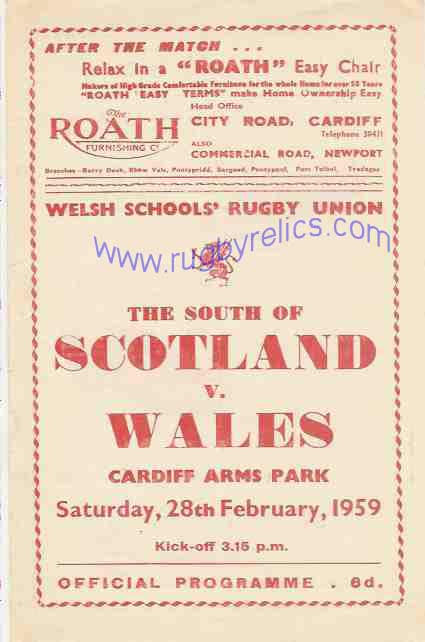 AFTER THE MATCH ...
Relax in a "ROATH" Easy Chair
Makers of High Grade Comfortable Furniture for the whole Home for over 50 Years
"ROATH EASY TERMS" make Home Ownership Easy
The
ROATH
FURNISHING CO
Head Office
CITY ROAD, CARDIFF
Telephone 30431
ALSO
COMMERCIAL ROAD, NEWPORT
Branches—Barry Dock, Ebbw Vale, Pontypridd, Bargoed, Pontypool, Port Talbot, Tredegar
WELSH SCHOOLS' RUGBY UNION
www.rugbyrelics.com
THE SOUTH OF
SCOTLAND
v.
WALES
CARDIFF ARMS PARK
Saturday, 28th February, 1959
Kick-off 3.15 p.m.
OFFICIAL PROGRAMME . 6d.